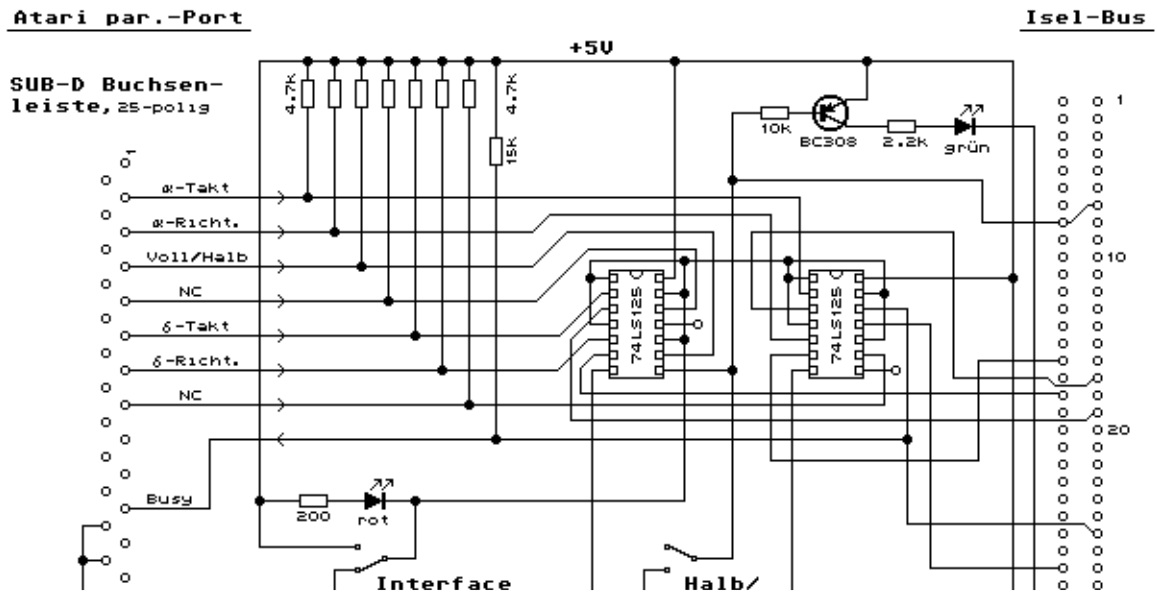 Atari par.-Port
Isel-Bus
+5V
SUB-D Buchsen-
leiste, 25-polig
4.7k
4.7k
15k
10k
BC308
2.2k
grün
1
1
α-Takt
α-Richt.
Voll/Halb
NC
δ-Takt
δ-Richt.
NC
Busy
74LS125
74LS125
10
20
200
rot
Interface
Halb/